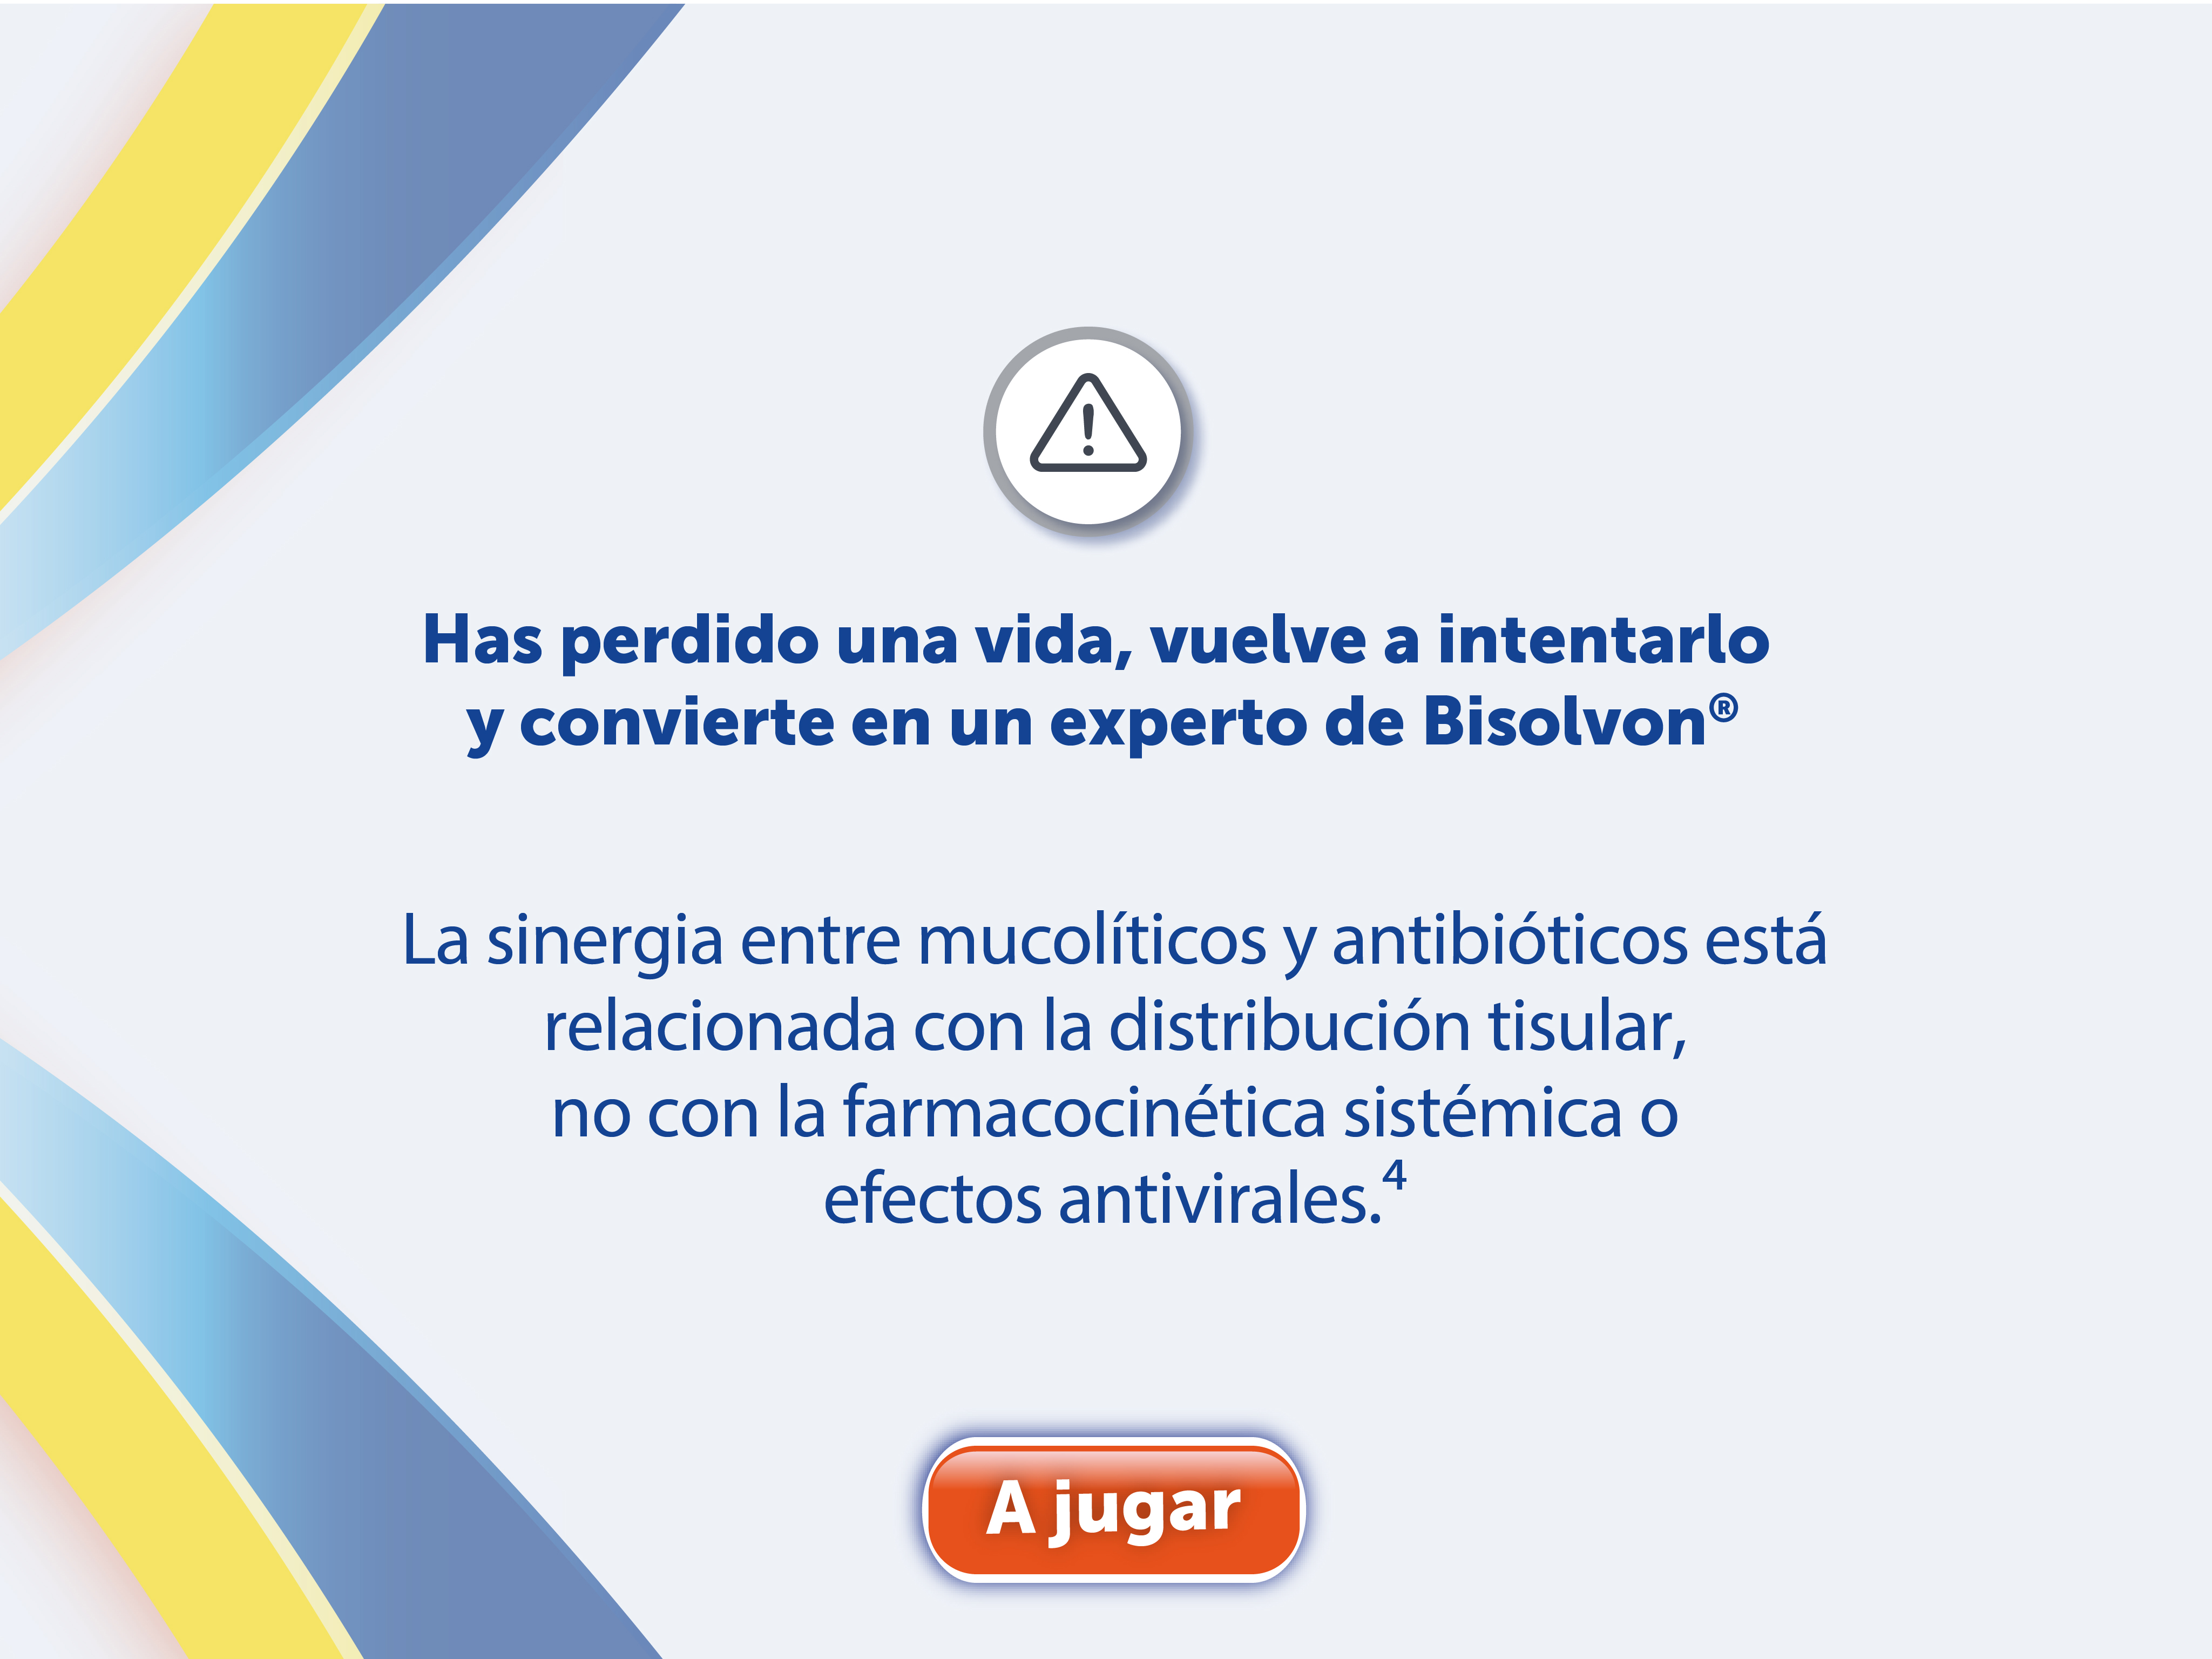 Has perdido una vida, vuelve a intentarlo
y convierte en un experto de Bisolvon®
La sinergia entre mucolíticos y antibióticos está
relacionada con la distribución tisular,
no con la farmacocinética sistémica o
efectos antivirales.⁴
A jugar